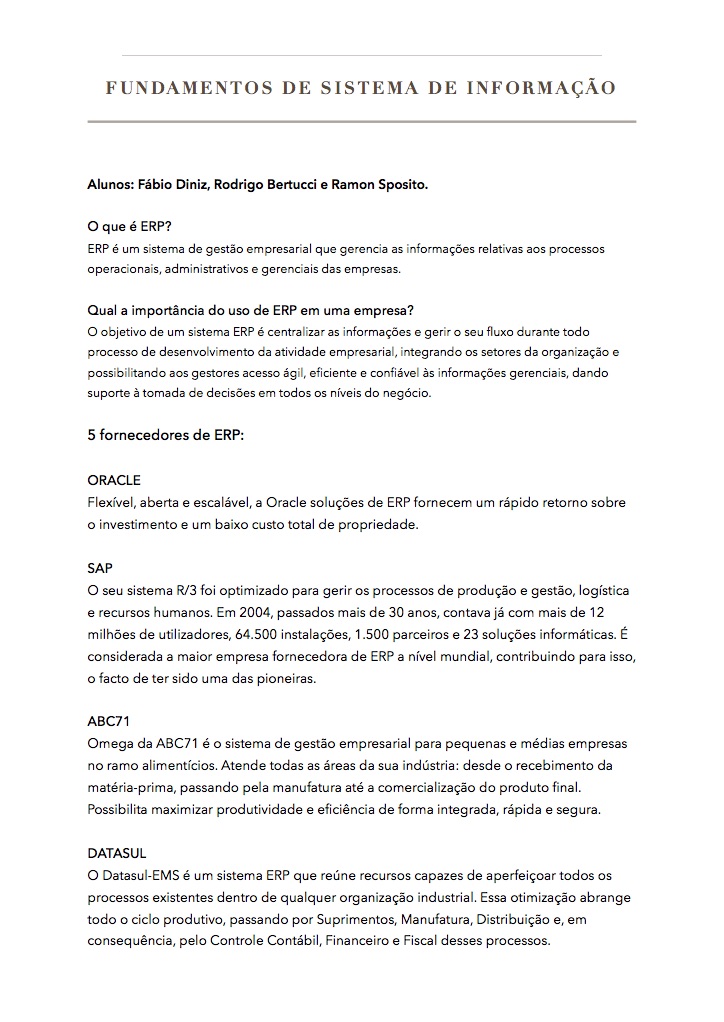 FUNDAMENTOS DE SISTEMA DE INFORMAÇÃO
Alunos: Fábio Diniz, Rodrigo Bertucci e Ramon Sposito.
O que é ERP?
ERP é um sistema de gestão empresarial que gerencia as informações relativas aos processos
operacionais, administrativos e gerenciais das empresas.
Qual a importância do uso de ERP em uma empresa?
O objetivo de um sistema ERP é centralizar as informações e gerir o seu fluxo durante todo
processo de desenvolvimento da atividade empresarial, integrando os setores da organização e
possibilitando aos gestores acesso ágil, eficiente e confiável às informações gerenciais, dando
suporte à tomada de decisões em todos os níveis do negócio.
5 fornecedores de ERP:
ORACLE
Flexível, aberta e escalável, a Oracle soluções de ERP fornecem um rápido retorno sobre
o investimento e um baixo custo total de propriedade.
SAP
O seu sistema R/3 foi optimizado para gerir os processos de produção e gestão, logística
e recursos humanos. Em 2004, passados mais de 30 anos, contava já com mais de 12
milhões de utilizadores, 64.500 instalações, 1.500 parceiros e 23 soluções informáticas. É
considerada a maior empresa fornecedora de ERP a nível mundial, contribuindo para isso,
o facto de ter sido uma das pioneiras.
ABC71
Omega da ABC71 é o sistema de gestão empresarial para pequenas e médias empresas
no ramo alimentícios. Atende todas as áreas da sua indústria: desde o recebimento da
matéria-prima, passando pela manufatura até a comercialização do produto final.
Possibilita maximizar produtividade e eficiência de forma integrada, rápida e segura.
DATASUL
O Datasul-EMS é um sistema ERP que reúne recursos capazes de aperfeiçoar todos os
processos existentes dentro de qualquer organização industrial. Essa otimização abrange
todo o ciclo produtivo, passando por Suprimentos, Manufatura, Distribuição e, em
consequência, pelo Controle Contábil, Financeiro e Fiscal desses processos.